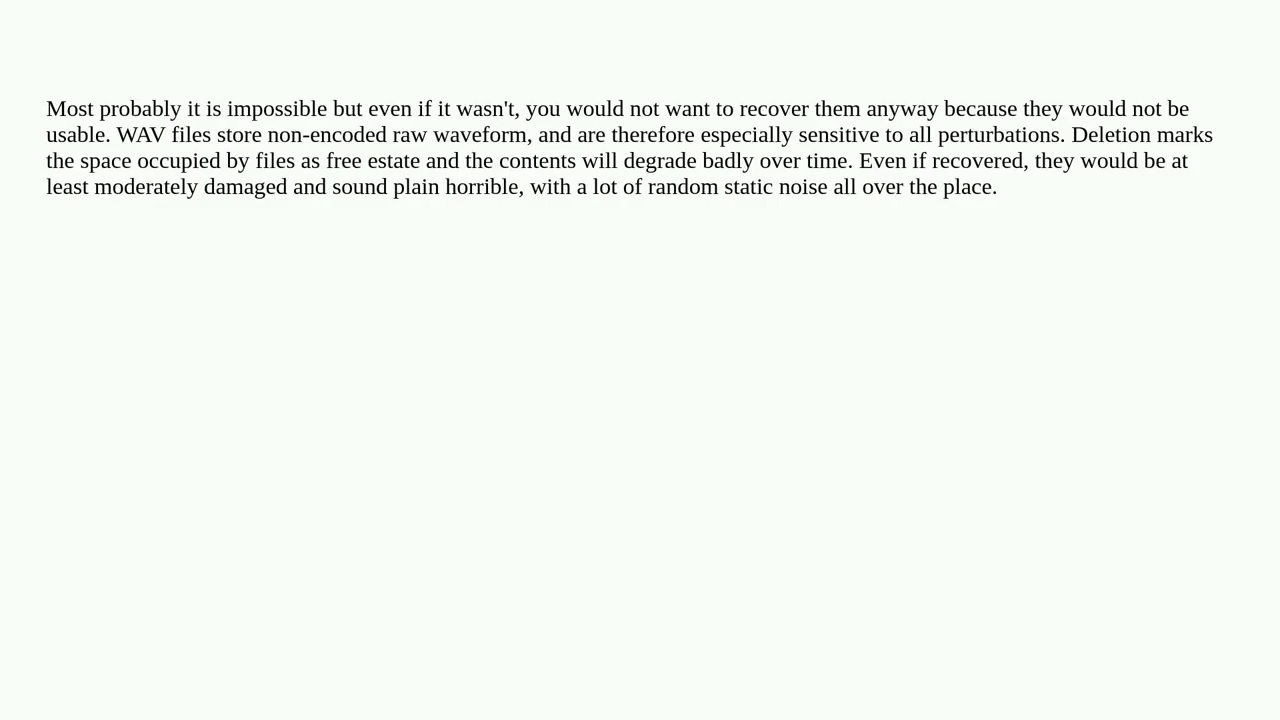 Most probably it is impossible but even if it wasn't, you would not want to recover them anyway because they would not be
usable. WAV files store non-encoded raw waveform, and are therefore especially sensitive to all perturbations. Deletion marks
the space occupied by files as free estate and the contents will degrade badly over time. Even if recovered, they would be at
least moderately damaged and sound plain horrible, with a lot of random static noise all over the place.